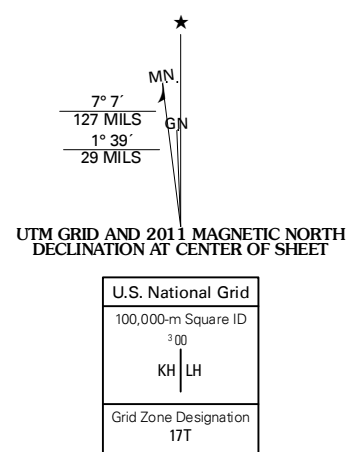 ★
MN
7° 7´
127 MILS
GN
1° 39´
29 MILS
UTM GRID AND 2011 MAGNETIC NORTH
DECLINATION AT CENTER OF SHEET
U.S. National Grid
100,000-m Square ID
³00
KH LH
Grid Zone Designation
17T